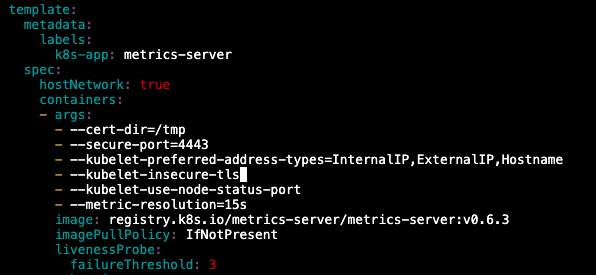 template:
  metadata:
    labels:
      k8s-app: metrics-server
  spec:
    hostNetwork: true
    containers:
    - args:
      - --cert-dir=/tmp
      - --secure-port=4443
      - --kubelet-preferred-address-types=InternalIP,ExternalIP,Hostname
      - --kubelet-insecure-tls
      - --kubelet-use-node-status-port
      - --metric-resolution=15s
      image: registry.k8s.io/metrics-server/metrics-server:v0.6.3
      imagePullPolicy: IfNotPresent
      livenessProbe:
        failureThreshold: 3